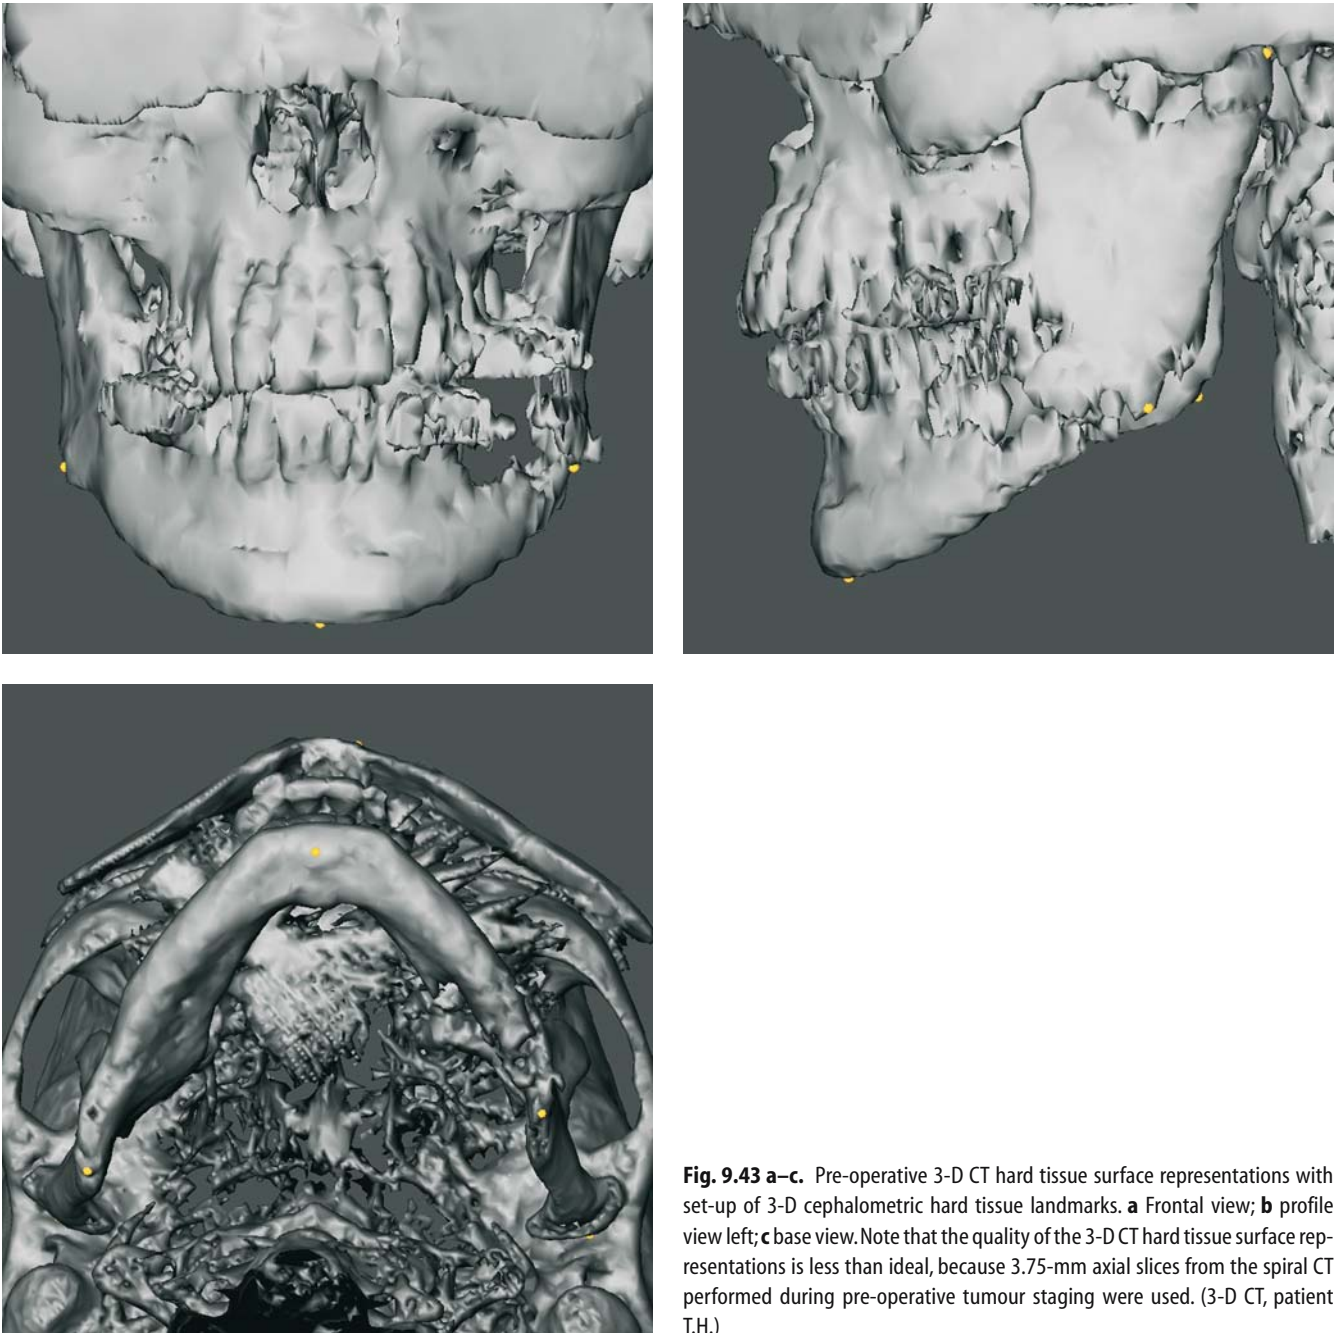 Fig. 9.43 a–c. Pre-operative 3-D CT hard tissue surface representations with
set-up of 3-D cephalometric hard tissue landmarks. a Frontal view; b profile
view left; c base view. Note that the quality of the 3-D CT hard tissue surface rep-
resentations is less than ideal, because 3.75-mm axial slices from the spiral CT
performed during pre-operative tumour staging were used. (3-D CT, patient
T.H.)